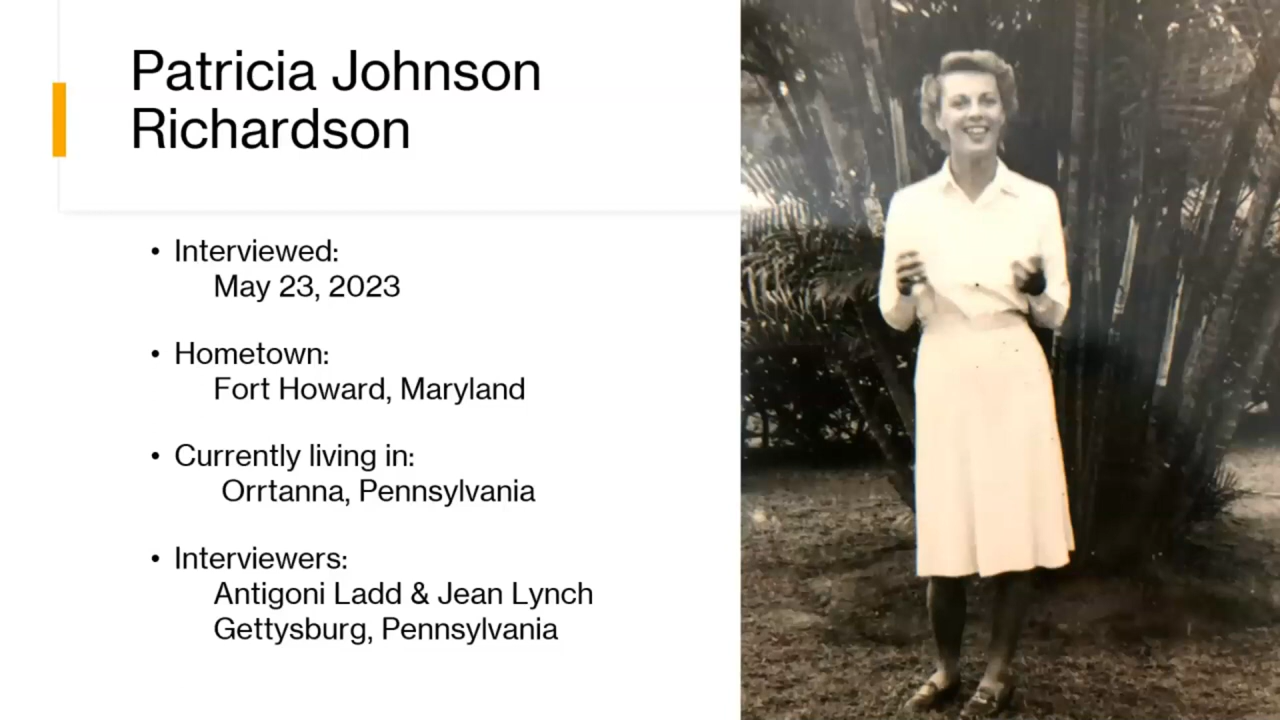 Patricia Johnson
Richardson
• Interviewed:
May 23, 2023
• Hometown:
Fort Howard, Maryland
• Currently living in:
Orrtanna, Pennsylvania
• Interviewers:
Antigoni Ladd & Jean Lynch
Gettysburg, Pennsylvania